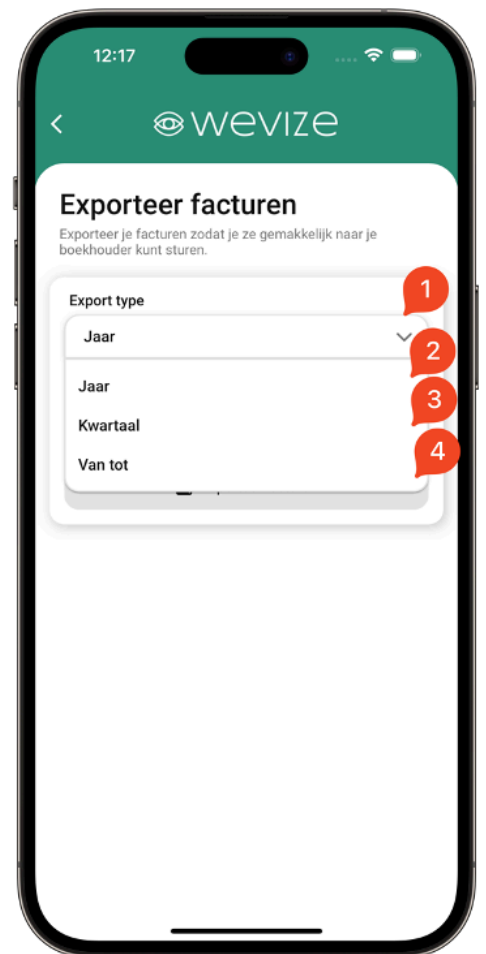 12:17
wevize
Exporteer facturen
Exporteer je facturen zodat je ze gemakkelijk naar je
boekhouder kunt sturen.
Export type
1
Jaar
2
Jaar
3
Kwartaal
4
Van tot